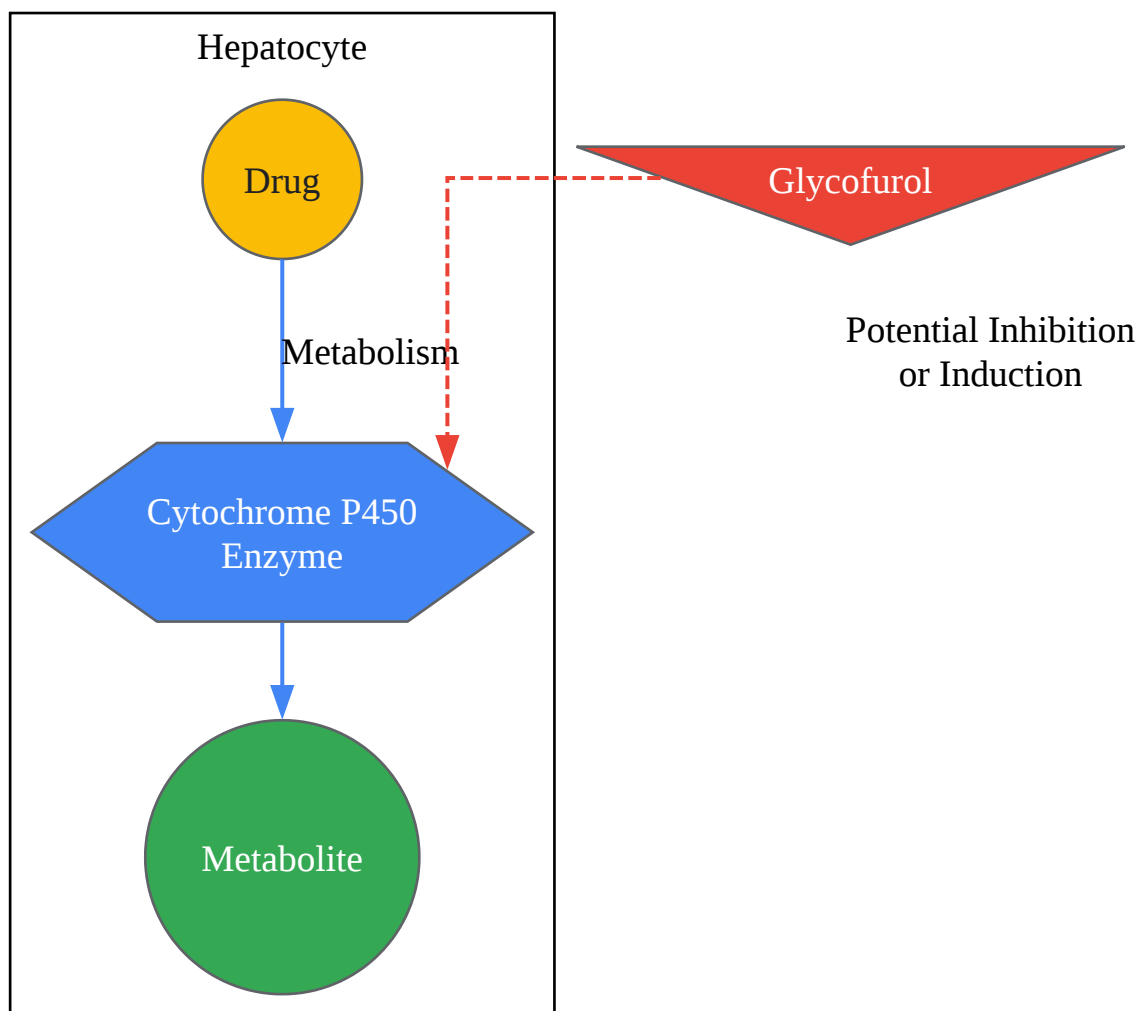 Hepatocyte
Drug
Glycofurol
Metabolism
Potential Inhibition
or Induction
Cytochrome P450
Enzyme
Metabolite